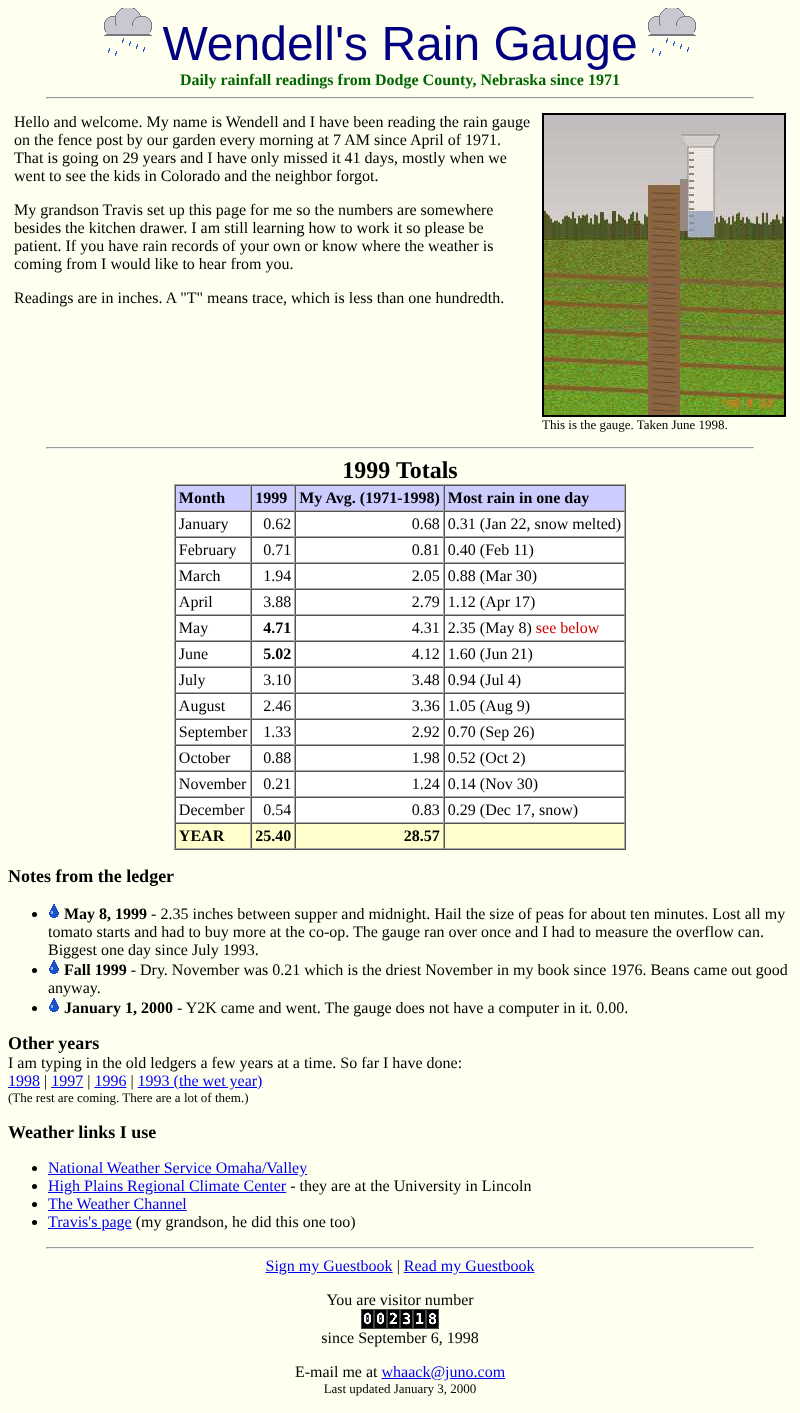 Wendell's Rain Gauge
Daily rainfall readings from Dodge County, Nebraska since 1971
Hello and welcome. My name is Wendell and I have been reading the rain gauge
on the fence post by our garden every morning at 7 AM since April of 1971.
That is going on 29 years and I have only missed it 41 days, mostly when we
went to see the kids in Colorado and the neighbor forgot.
My grandson Travis set up this page for me so the numbers are somewhere
besides the kitchen drawer. I am still learning how to work it so please be
patient. If you have rain records of your own or know where the weather is
coming from I would like to hear from you.
Readings are in inches. A "T" means trace, which is less than one hundredth.
This is the gauge. Taken June 1998.
1999 Totals
Month 1999 My Avg. (1971-1998) Most rain in one day
January 0.62 0.68 0.31 (Jan 22, snow melted)
February 0.71 0.81 0.40 (Feb 11)
March 1.94 2.05 0.88 (Mar 30)
April 3.88 2.79 1.12 (Apr 17)
May 4.71 4.31 2.35 (May 8) see below
June 5.02 4.12 1.60 (Jun 21)
July 3.10 3.48 0.94 (Jul 4)
August 2.46 3.36 1.05 (Aug 9)
September 1.33 2.92 0.70 (Sep 26)
October 0.88 1.98 0.52 (Oct 2)
November 0.21 1.24 0.14 (Nov 30)
December 0.54 0.83 0.29 (Dec 17, snow)
YEAR 25.40 28.57
Notes from the ledger
May 8, 1999 - 2.35 inches between supper and midnight. Hail the size of peas for about ten minutes. Lost all my
tomato starts and had to buy more at the co-op. The gauge ran over once and I had to measure the overflow can.
Biggest one day since July 1993.
Fall 1999 - Dry. November was 0.21 which is the driest November in my book since 1976. Beans came out good
anyway.
January 1, 2000 - Y2K came and went. The gauge does not have a computer in it. 0.00.
Other years
I am typing in the old ledgers a few years at a time. So far I have done:
1998 | 1997 | 1996 | 1993 (the wet year)
(The rest are coming. There are a lot of them.)
Weather links I use
National Weather Service Omaha/Valley
High Plains Regional Climate Center - they are at the University in Lincoln
The Weather Channel
Travis's page (my grandson, he did this one too)
Sign my Guestbook | Read my Guestbook
You are visitor number
002318
since September 6, 1998
E-mail me at whaack@juno.com
Last updated January 3, 2000